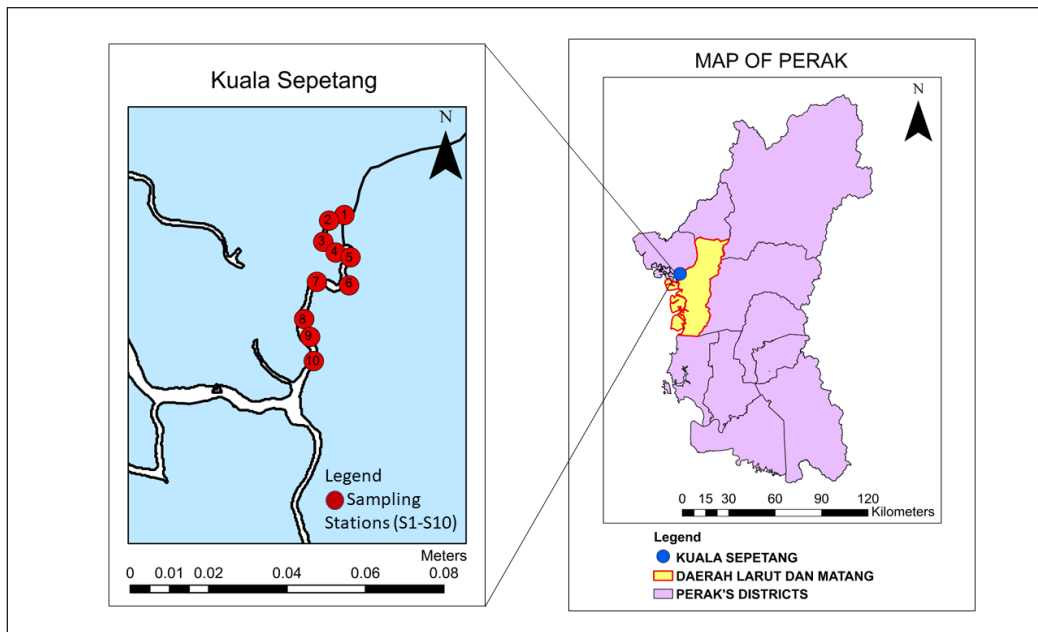 Kuala Sepetang
N
1
2
3
4
5
6
7
8
9
10
Legend
Sampling
Stations (S1-S10)
Meters
0 0.01 0.02 0.04 0.06 0.08
MAP OF PERAK
N
0 15 30 60 90 120
Kilometers
Legend
KUALA SEPETANG
DAERAH LARUT DAN MATANG
PERAK'S DISTRICTS